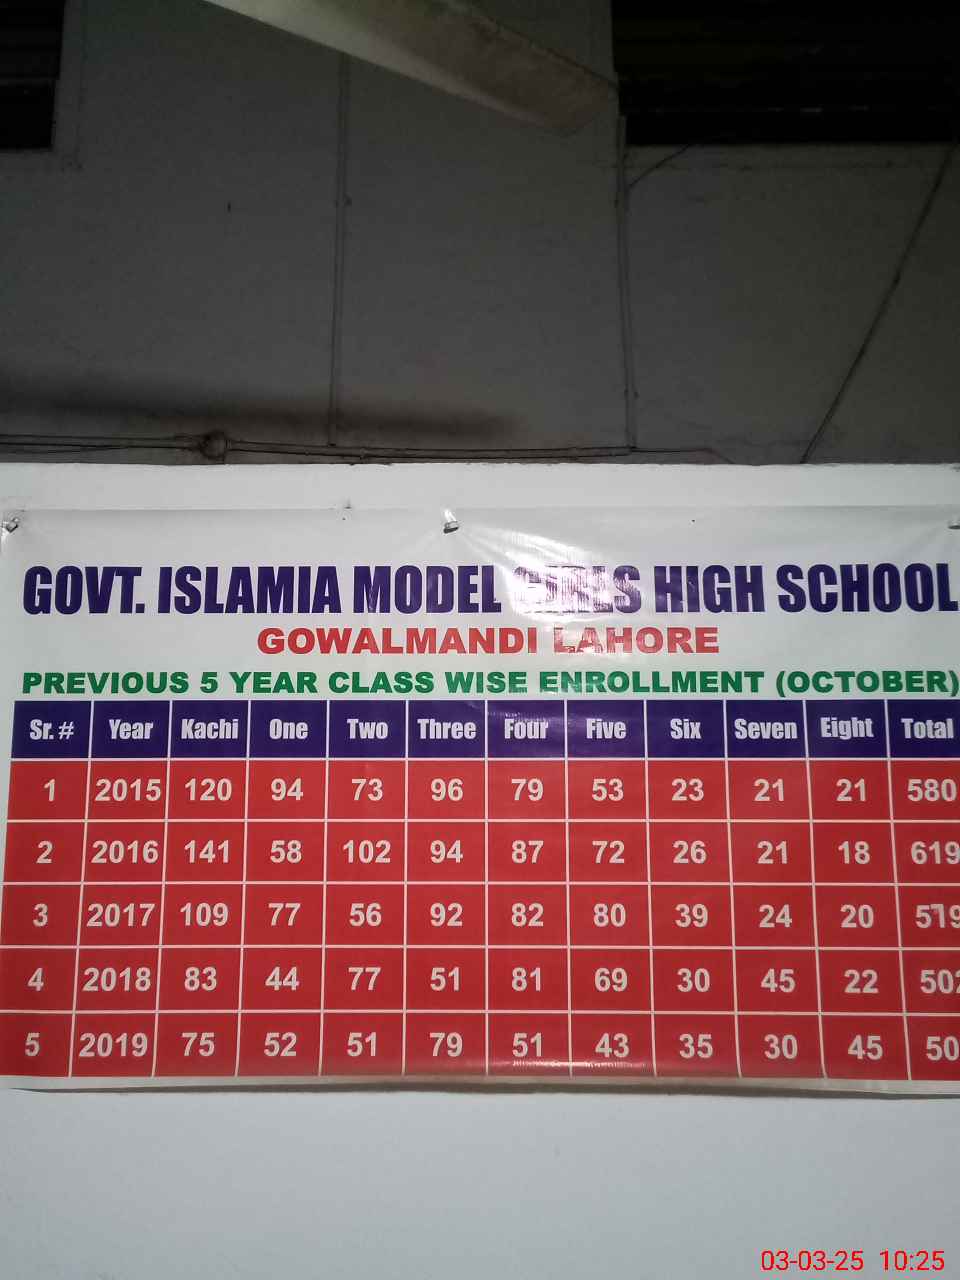 GOVT. ISLAMIA MODEL GIRLS HIGH SCHOOL
GOWALMANDI LAHORE
PREVIOUS 5 YEAR CLASS WISE ENROLLMENT (OCTOBER)
Sr. # Year Kachi One Two Three Four Five Six Seven Eight Total
1 2015 120 94 73 96 79 53 23 21 21 580
2 2016 141 58 102 94 87 72 26 21 18 619
3 2017 109 77 56 92 82 80 39 24 20 579
4 2018 83 44 77 51 81 69 30 45 22 502
5 2019 75 52 51 79 51 43 35 30 45 50
03-03-25 10:25